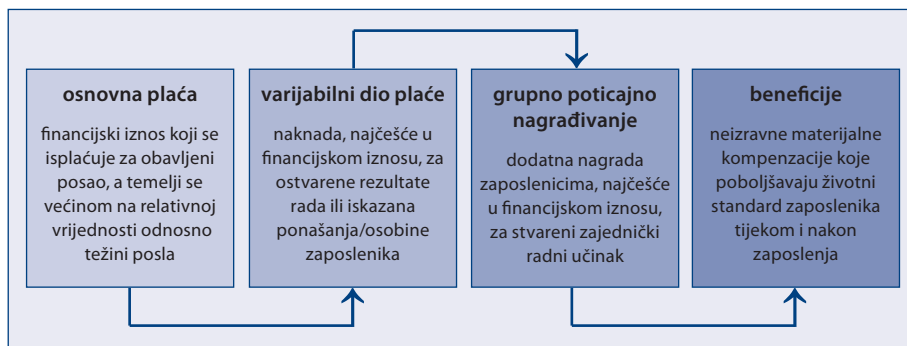 osnovna plaća
financijski iznos koji se
isplaćuje za obavljeni
posao, a temelji se
većinom na relativnoj
vrijednosti odnosno
težini posla
varijabilni dio plaće
naknada, najčešće u
financijskom iznosu, za
ostvarene rezultate
rada ili iskazana
ponašanja/osobine
zaposlenika
grupno poticajno
nagrađivanje
dodatna nagrada
zaposlenicima, najčešće
u financijskom iznosu,
za stvoreni zajednički
radni učinak
beneficije
neizravne materijalne
kompenzacije koje
poboljšavaju životni
standard zaposlenika
tijekom i nakon
zaposlenja